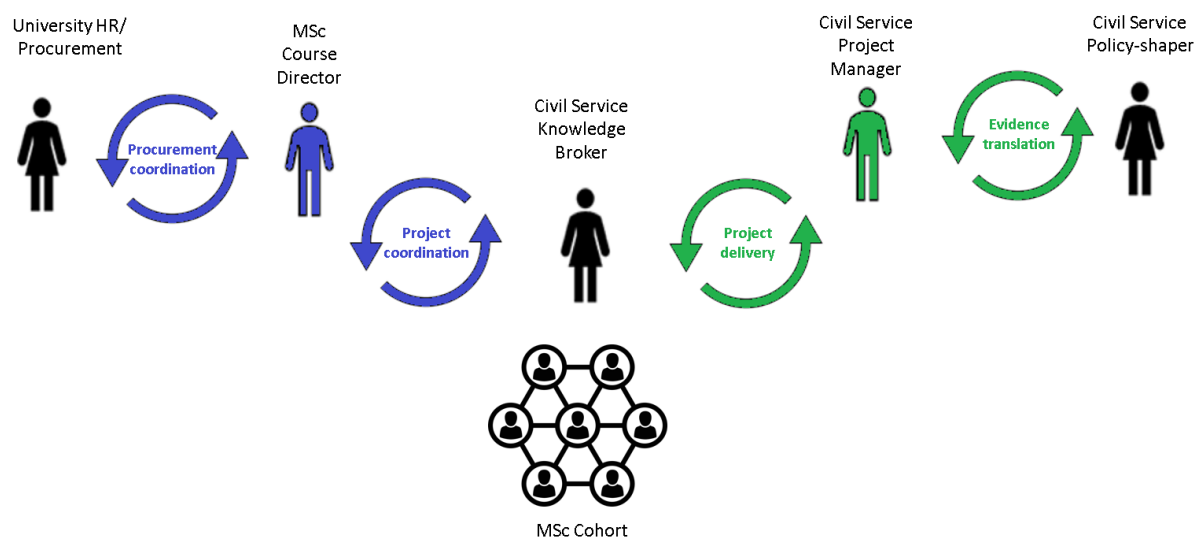 University HR/
Procurement
MSc
Course
Director
Civil Service
Knowledge
Broker
Civil Service
Project
Manager
Civil Service
Policy-shaper
Procurement
coordination
Project
coordination
Project
delivery
Evidence
translation
MSc Cohort